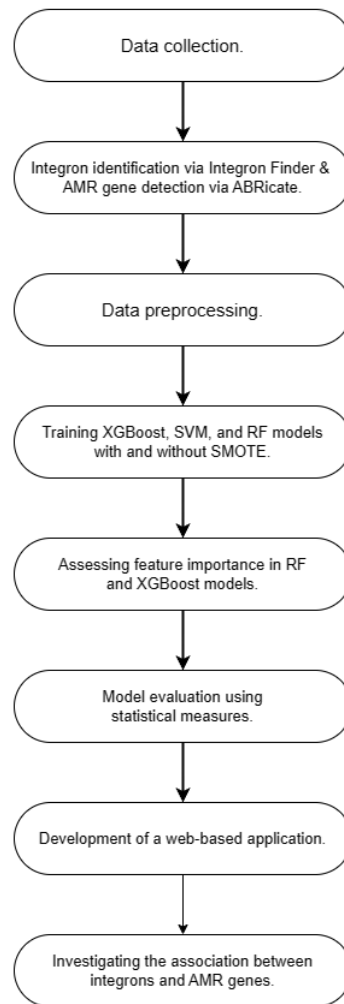 Data collection.
Integron identification via Integron Finder &
AMR gene detection via ABRicate.
Data preprocessing.
Training XGBoost, SVM, and RF models
with and without SMOTE.
Assessing feature importance in RF
and XGBoost models.
Model evaluation using
statistical measures.
Development of a web-based application.
Investigating the association between
integrons and AMR genes.